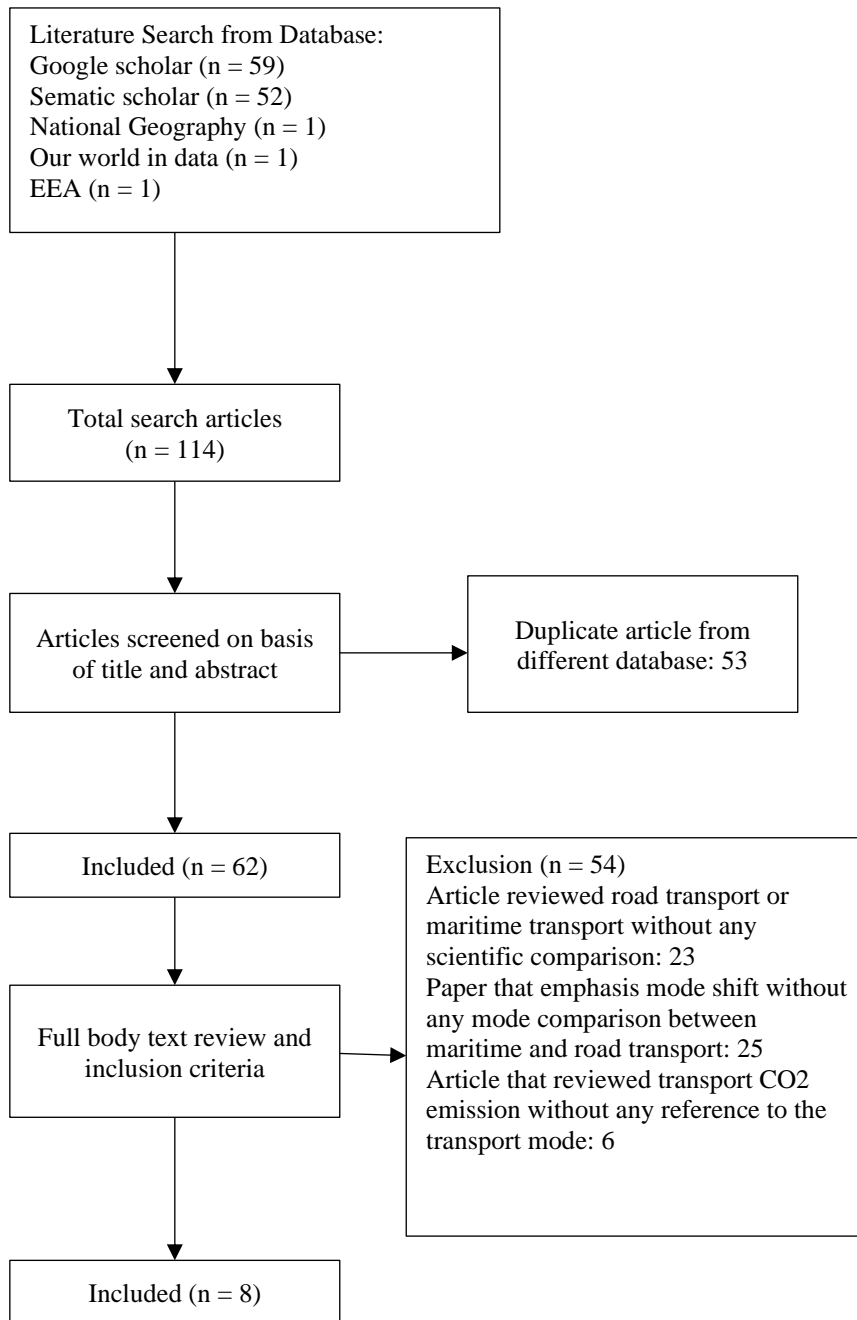 Literature Search from Database:
Google scholar (n = 59)
Sematic scholar (n = 52)
National Geography (n = 1)
Our world in data (n = 1)
EEA (n = 1)
Total search articles
(n = 114)
Articles screened on basis
of title and abstract
Duplicate article from
different database: 53
Included (n = 62)
Exclusion (n = 54)
Article reviewed road transport or
maritime transport without any
scientific comparison: 23
Paper that emphasis mode shift without
any mode comparison between
maritime and road transport: 25
Article that reviewed transport CO2
emission without any reference to the
transport mode: 6
Full body text review and
inclusion criteria
Included (n = 8)